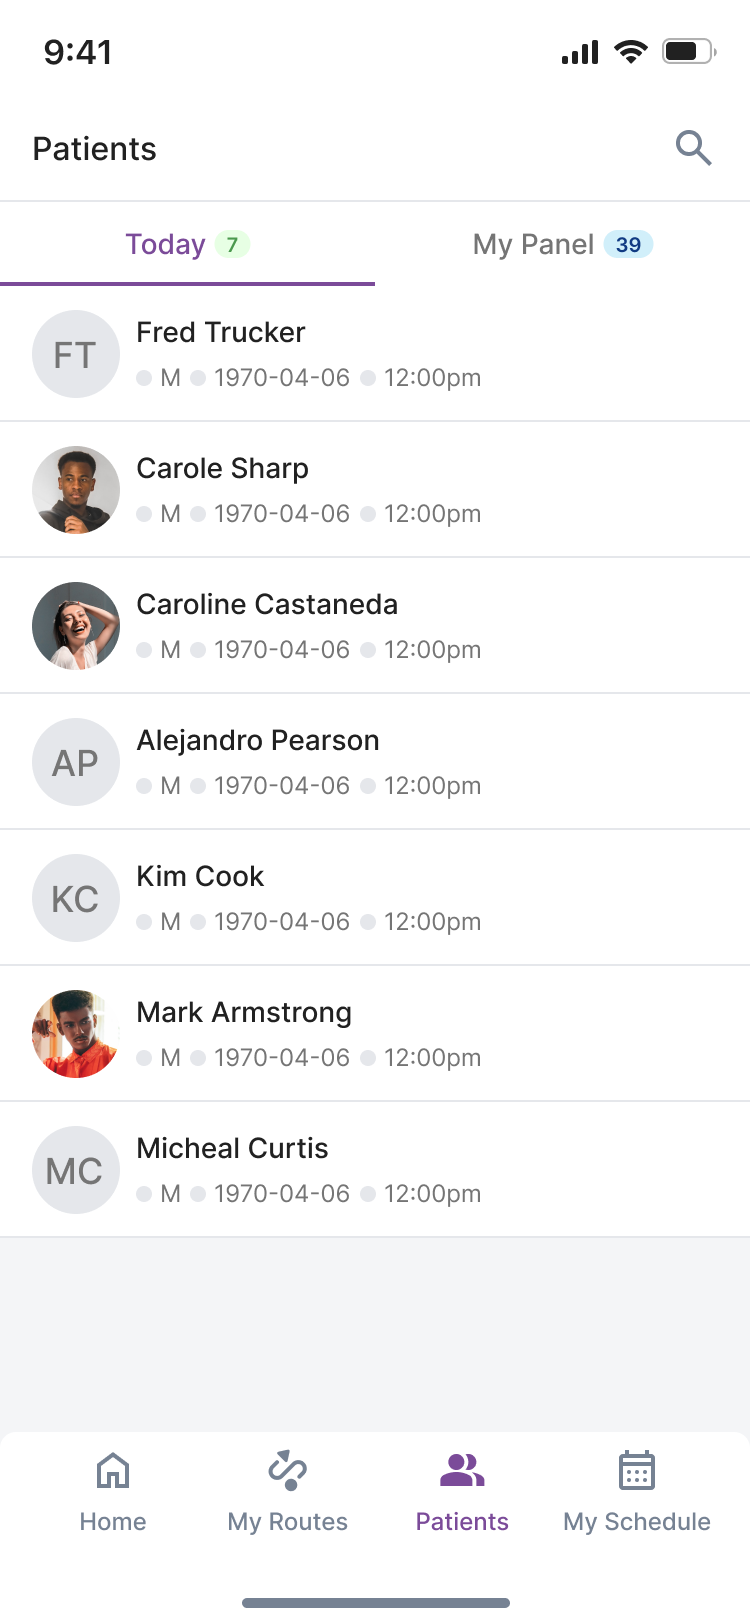 9:41
Patients
Today 7 My Panel 39
FT Fred Trucker
M 1970-04-06 12:00pm
Carole Sharp
M 1970-04-06 12:00pm
Caroline Castaneda
M 1970-04-06 12:00pm
AP Alejandro Pearson
M 1970-04-06 12:00pm
KC Kim Cook
M 1970-04-06 12:00pm
Mark Armstrong
M 1970-04-06 12:00pm
MC Micheal Curtis
M 1970-04-06 12:00pm
Home My Routes Patients My Schedule